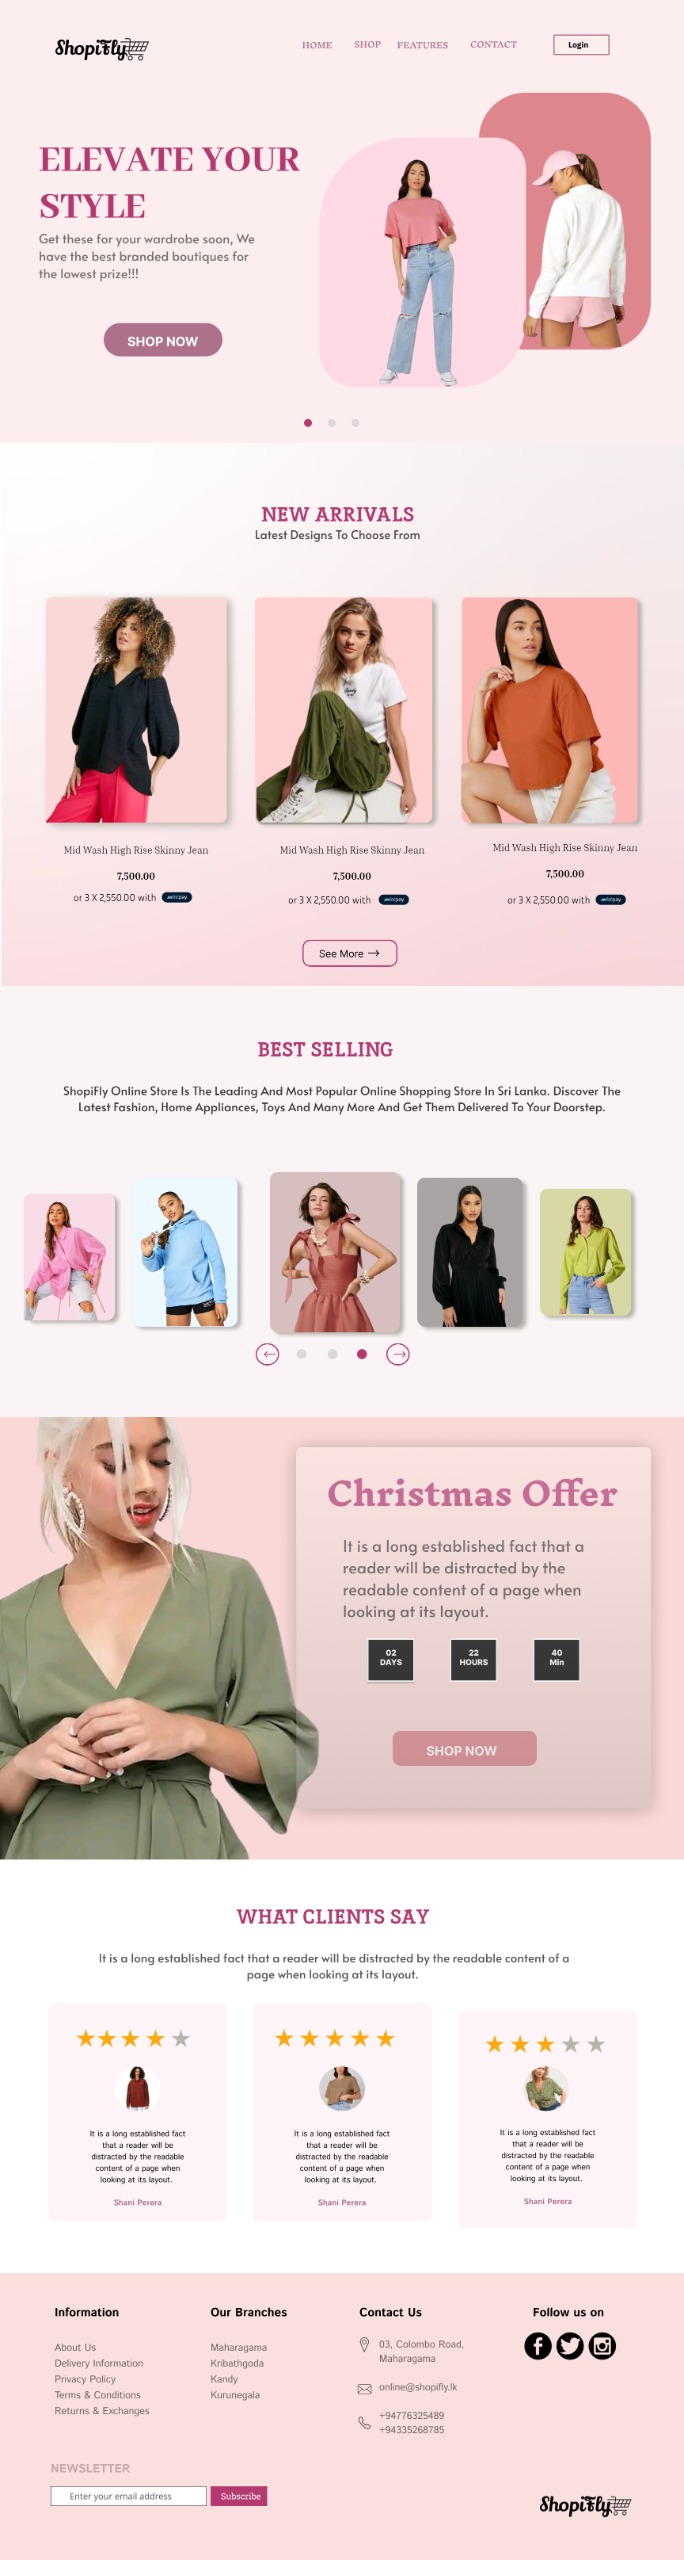 ShopiFly
HOME SHOP FEATURES CONTACT Login
ELEVATE YOUR
STYLE
Get these for your wardrobe soon, We
have the best branded boutiques for
the lowest prize!!!
SHOP NOW
NEW ARRIVALS
Latest Designs To Choose From
Mid Wash High Rise Skinny Jean
7,500.00
or 3 X 2,550.00 with mintpay
Mid Wash High Rise Skinny Jean
7,500.00
or 3 X 2,550.00 with mintpay
Mid Wash High Rise Skinny Jean
7,500.00
or 3 X 2,550.00 with mintpay
See More →
BEST SELLING
ShopiFly Online Store Is The Leading And Most Popular Online Shopping Store In Sri Lanka. Discover The
Latest Fashion, Home Appliances, Toys And Many More And Get Them Delivered To Your Doorstep.
Christmas Offer
It is a long established fact that a
reader will be distracted by the
readable content of a page when
looking at its layout.
02
DAYS
22
HOURS
40
Min
SHOP NOW
WHAT CLIENTS SAY
It is a long established fact that a reader will be distracted by the readable content of a
page when looking at its layout.
It is a long established fact
that a reader will be
distracted by the readable
content of a page when
looking at its layout.
Shani Perera
It is a long established fact
that a reader will be
distracted by the readable
content of a page when
looking at its layout.
Shani Perera
It is a long established fact
that a reader will be
distracted by the readable
content of a page when
looking at its layout.
Shani Perera
Information
About Us
Delivery Information
Privacy Policy
Terms & Conditions
Returns & Exchanges
Our Branches
Maharagama
Kribathgoda
Kandy
Kurunegala
Contact Us
03, Colombo Road,
Maharagama
online@shopifly.lk
+94776325489
+94335268785
Follow us on
NEWSLETTER
Enter your email address
Subscribe
ShopiFly